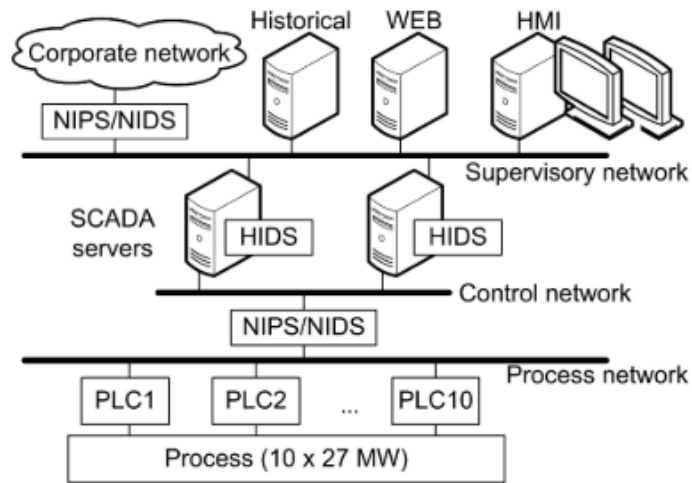 Corporate network
Historical
WEB
HMI
NIPS/NIDS
Supervisory network
SCADA
servers
HIDS
HIDS
Control network
NIPS/NIDS
Process network
PLC1
PLC2
...
PLC10
Process (10 x 27 MW)